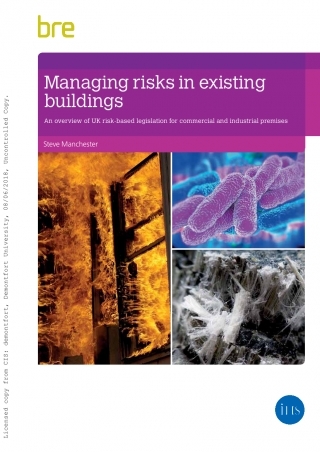 bre
Managing risks in existing
buildings
An overview of UK risk-based legislation for commercial and industrial premises
Steve Manchester
Licensed copy from CIS: demontfort, Demontfort University, 08/06/2018, Uncontrolled Copy.
ihs